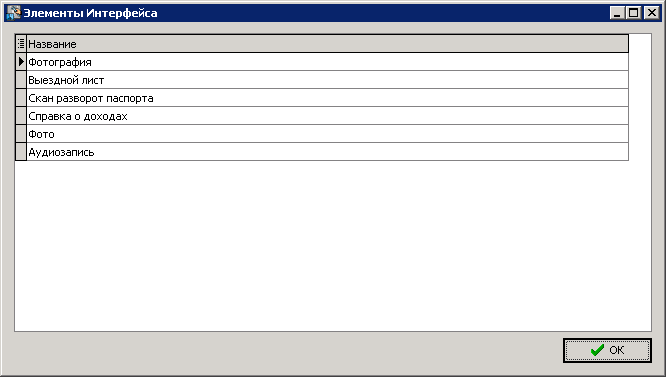 Элементы Интерфейса
Название
Фотография
Выездной лист
Скан разворот паспорта
Справка о доходах
Фото
Аудиозапись
OK